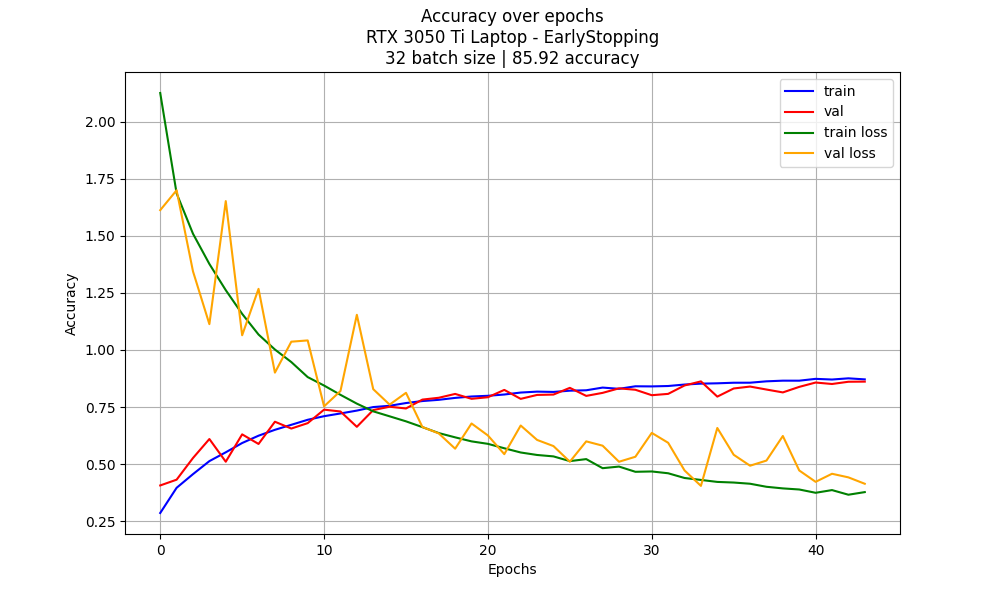 Accuracy over epochs
RTX 3050 Ti Laptop - EarlyStopping
32 batch size | 85.92 accuracy
train
val
train loss
val loss
2.00
1.75
1.50
1.25
1.00
0.75
0.50
0.25
Accuracy
0 10 20 30 40
Epochs